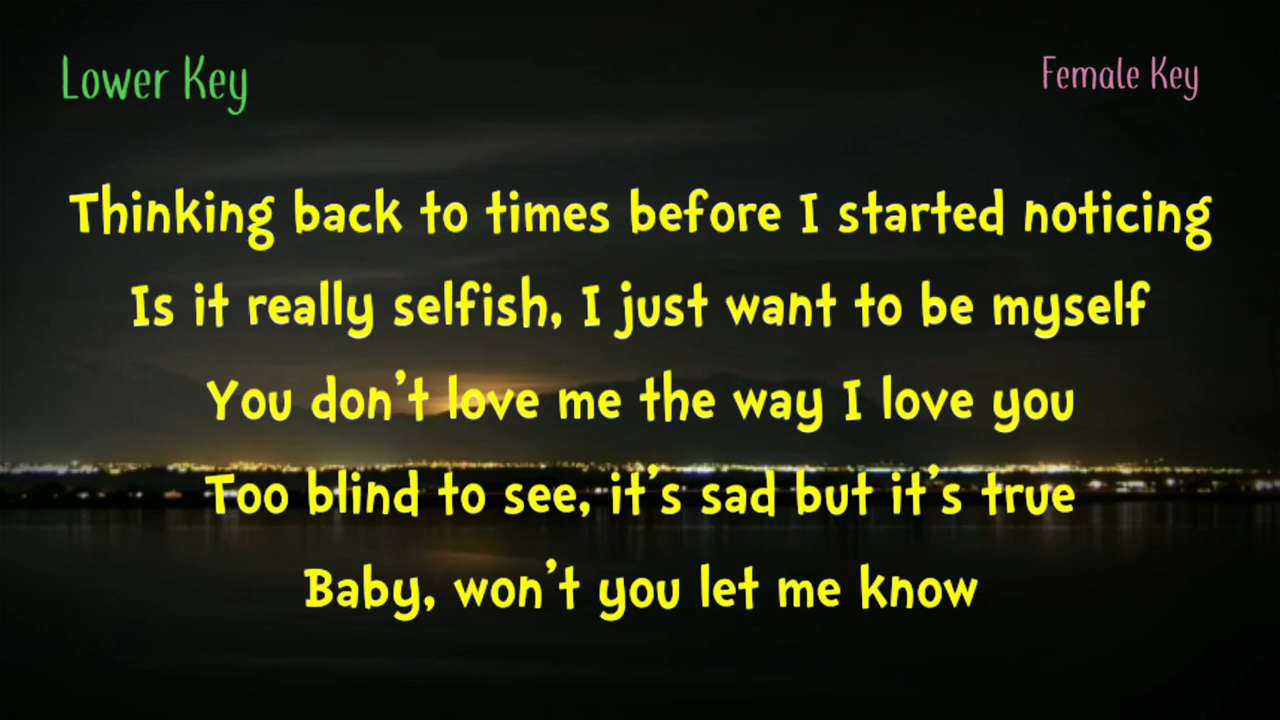 Lower Key
Female Key
Thinking back to times before I started noticing
Is it really selfish, I just want to be myself
You don't love me the way I love you
Too blind to see, it's sad but it's true
Baby, won't you let me know